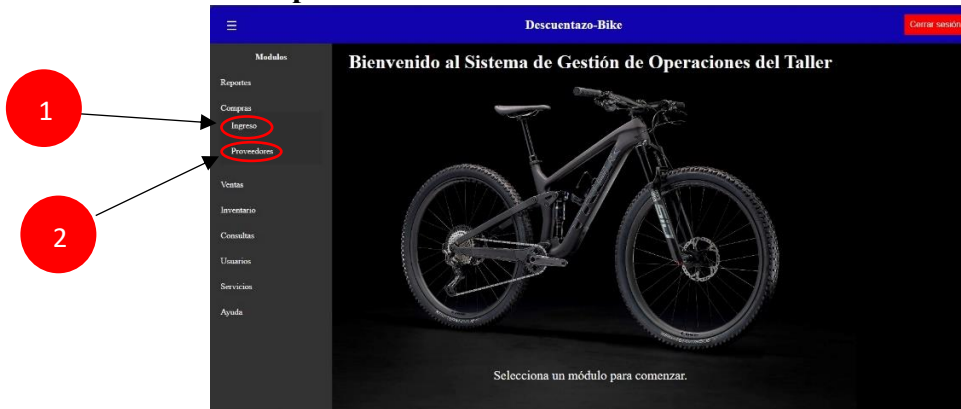 ☰ Descuentazo-Bike Cerrar sesión
Modulos
Bienvenido al Sistema de Gestión de Operaciones del Taller
Reportes
Compras
1
Ingreso
Proveedores
Ventas
Inventario
2
Consultas
Usuarios
Servicios
Ayuda
Selecciona un módulo para comenzar.